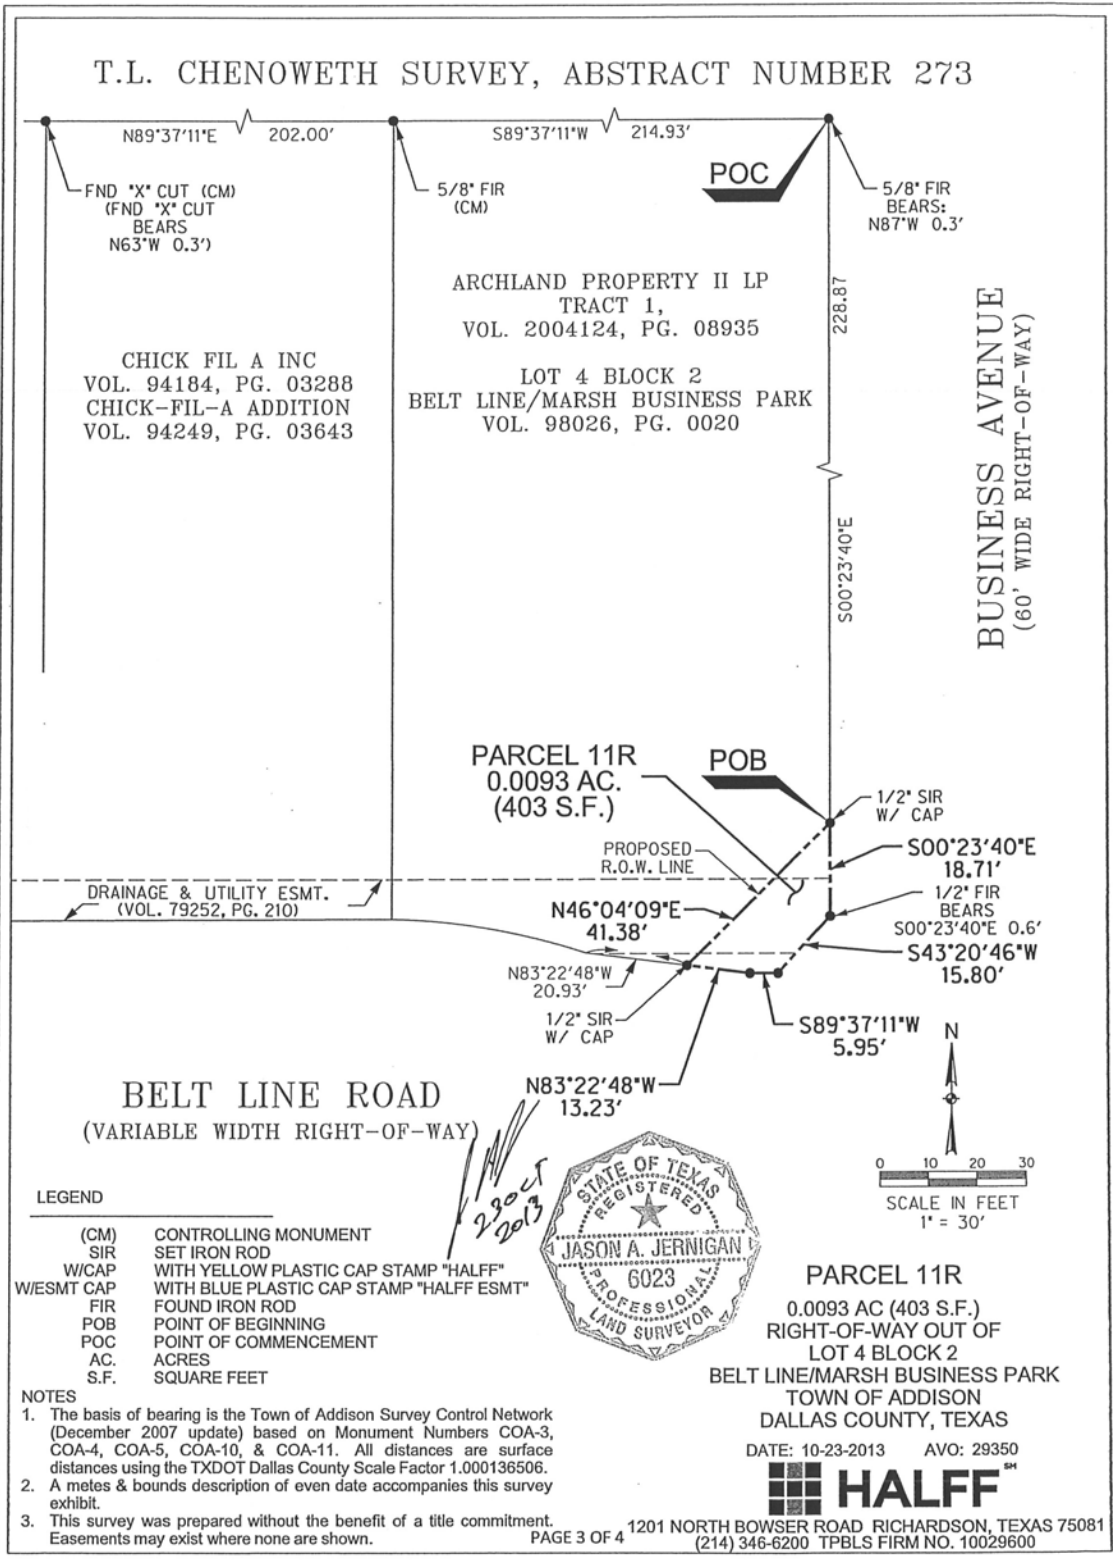 T.L. CHENOWETH SURVEY, ABSTRACT NUMBER 273
N89°37'11"E 202.00'
S89°37'11"W 214.93'
POC
FND "X" CUT (CM)
(FND "X" CUT
BEARS
N63°W 0.3')
5/8" FIR
(CM)
5/8" FIR
BEARS:
N87°W 0.3'
ARCHLAND PROPERTY II LP
TRACT 1,
VOL. 2004124, PG. 08935
LOT 4 BLOCK 2
BELT LINE/MARSH BUSINESS PARK
VOL. 98026, PG. 0020
CHICK FIL A INC
VOL. 94184, PG. 03288
CHICK-FIL-A ADDITION
VOL. 94249, PG. 03643
228.87
S00°23'40"E
BUSINESS AVENUE
(60' WIDE RIGHT-OF-WAY)
PARCEL 11R
0.0093 AC.
(403 S.F.)
POB
1/2" SIR
W/ CAP
PROPOSED
R.O.W. LINE
S00°23'40"E
18.71'
DRAINAGE & UTILITY ESMT.
(VOL. 79252, PG. 210)
1/2" FIR
BEARS
S00°23'40"E 0.6'
N46°04'09"E
41.38'
S43°20'46"W
15.80'
N83°22'48"W
20.93'
1/2" SIR
W/ CAP
S89°37'11"W
5.95'
N
N83°22'48"W
13.23'
BELT LINE ROAD
(VARIABLE WIDTH RIGHT-OF-WAY)
23 OCT
2013
STATE OF TEXAS
REGISTERED
JASON A. JERNIGAN
6023
PROFESSIONAL
LAND SURVEYOR
0 10 20 30
SCALE IN FEET
1" = 30'
LEGEND
(CM) CONTROLLING MONUMENT
SIR SET IRON ROD
W/CAP WITH YELLOW PLASTIC CAP STAMP "HALFF"
W/ESMT CAP WITH BLUE PLASTIC CAP STAMP "HALFF ESMT"
FIR FOUND IRON ROD
POB POINT OF BEGINNING
POC POINT OF COMMENCEMENT
AC. ACRES
S.F. SQUARE FEET
NOTES
1. The basis of bearing is the Town of Addison Survey Control Network
(December 2007 update) based on Monument Numbers COA-3,
COA-4, COA-5, COA-10, & COA-11. All distances are surface
distances using the TXDOT Dallas County Scale Factor 1.000136506.
2. A metes & bounds description of even date accompanies this survey
exhibit.
3. This survey was prepared without the benefit of a title commitment.
Easements may exist where none are shown.
PAGE 3 OF 4
PARCEL 11R
0.0093 AC (403 S.F.)
RIGHT-OF-WAY OUT OF
LOT 4 BLOCK 2
BELT LINE/MARSH BUSINESS PARK
TOWN OF ADDISON
DALLAS COUNTY, TEXAS
DATE: 10-23-2013 AVO: 29350
HALFF SM
1201 NORTH BOWSER ROAD RICHARDSON, TEXAS 75081
(214) 346-6200 TPBLS FIRM NO. 10029600